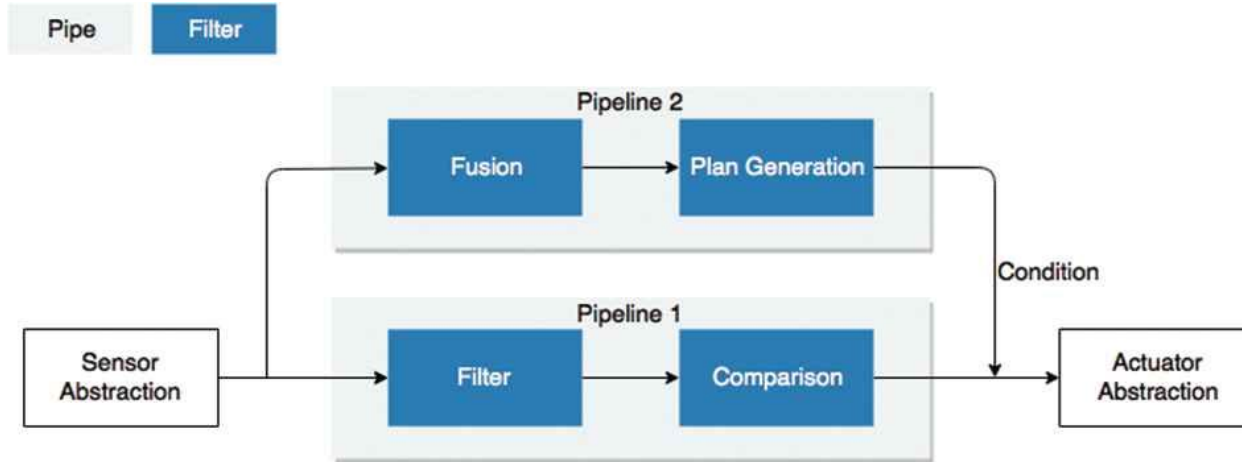 Pipe
Filter
Pipeline 2
Fusion
Plan Generation
Condition
Pipeline 1
Sensor
Abstraction
Filter
Comparison
Actuator
Abstraction